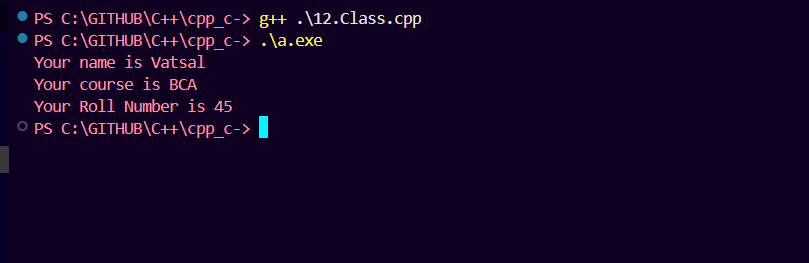 PS C:\GITHUB\C++\cpp_c-> g++ .\12.Class.cpp
PS C:\GITHUB\C++\cpp_c-> .\a.exe
Your name is Vatsal
Your course is BCA
Your Roll Number is 45
PS C:\GITHUB\C++\cpp_c->